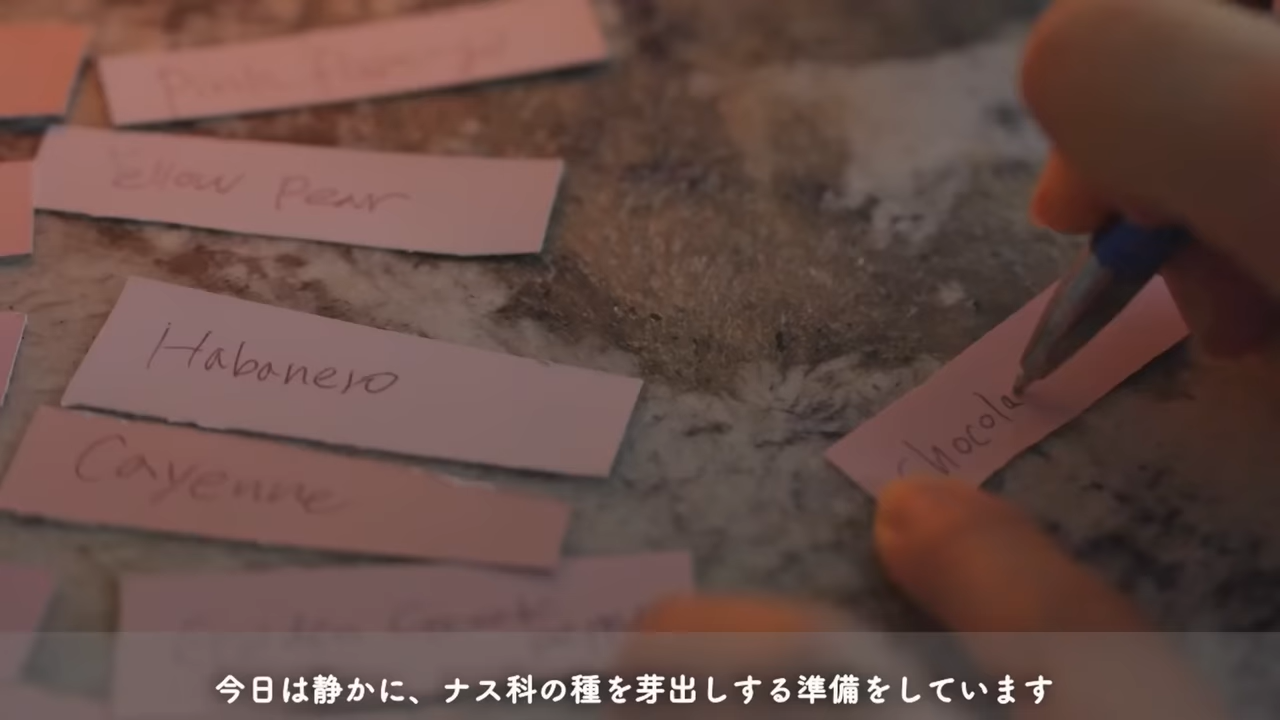 Yellow Pear
Habanero
Cayenne
chocola
今日は静かに、ナス科の種を芽出しする準備をしています